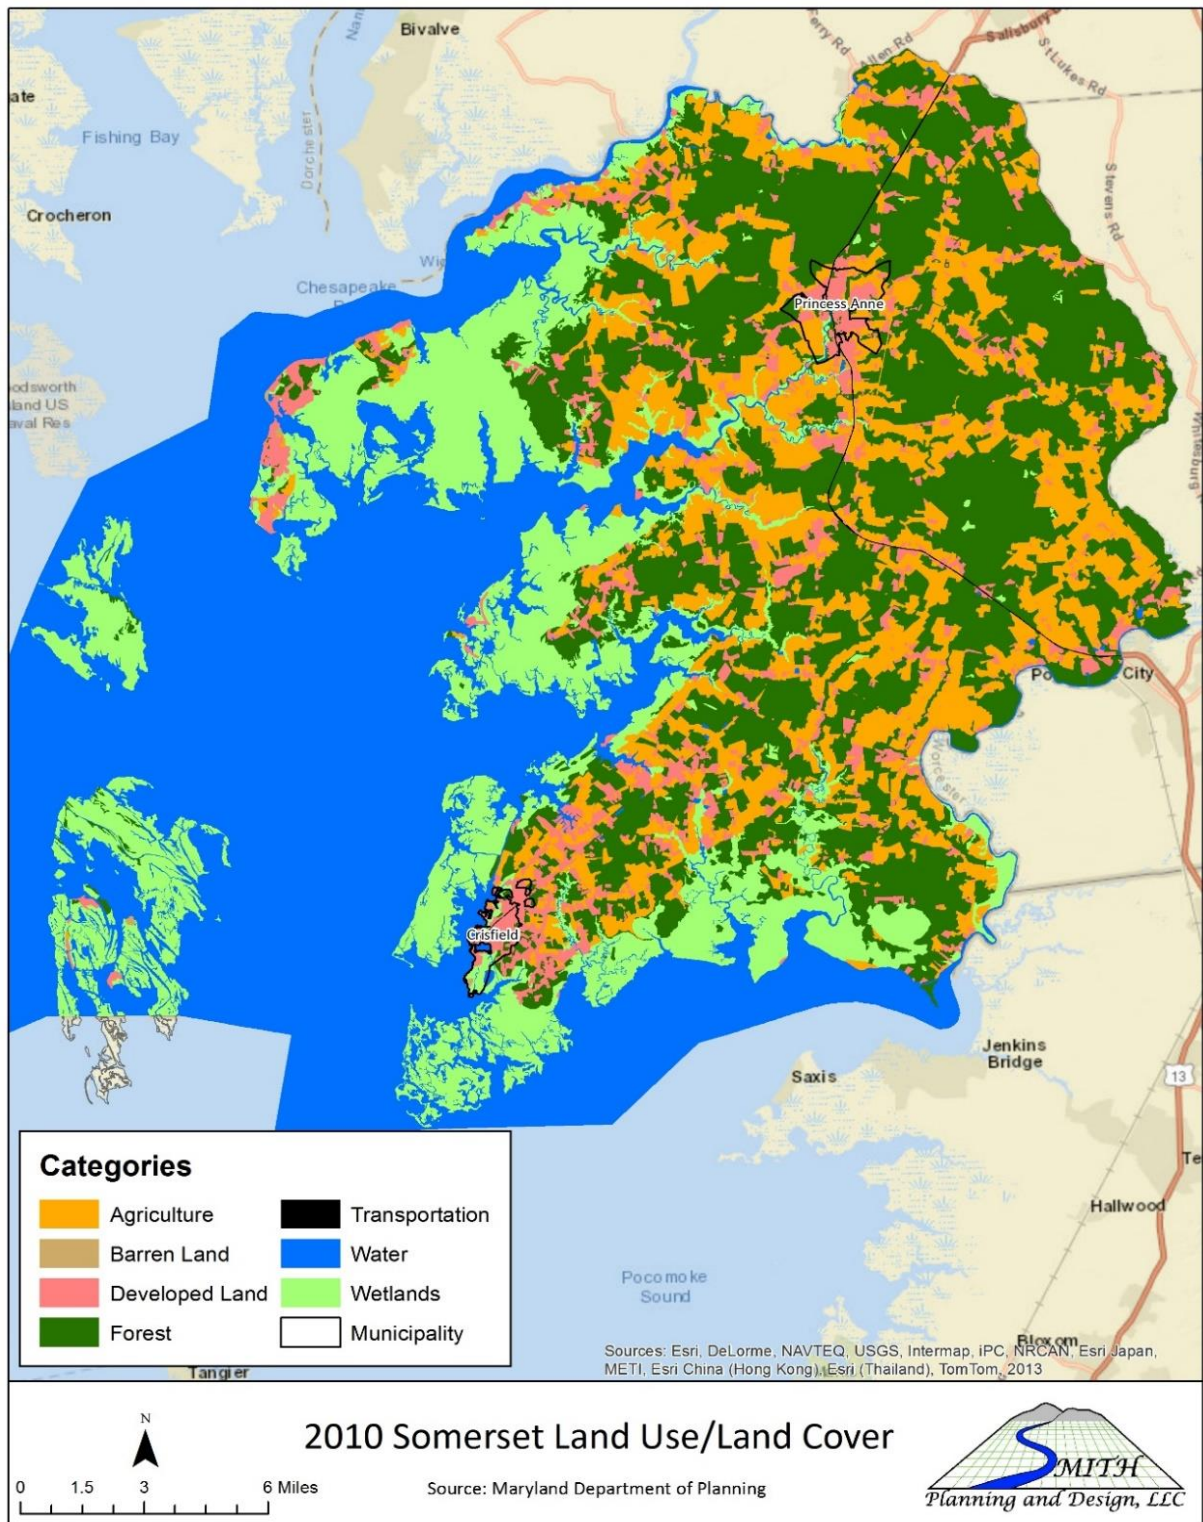 Bivalve
Ferry Rd
Allen Rd
Salisbury
St Lukes Rd
Fishing Bay
Dorchester
Crocheron
Stevens Rd
Chesapeake
Princess Anne
Whitesburg
City
Worcester
Crisfield
Jenkins
Bridge
Saxis
13
Hallwood
Pocomoke
Sound
Bloxom
Tangier
Categories
Agriculture
Barren Land
Developed Land
Forest
Transportation
Water
Wetlands
Municipality
Sources: Esri, DeLorme, NAVTEQ, USGS, Intermap, iPC, NRCAN, Esri Japan,
METI, Esri China (Hong Kong), Esri (Thailand), TomTom, 2013
N
0 1.5 3 6 Miles
2010 Somerset Land Use/Land Cover
Source: Maryland Department of Planning
SMITH
Planning and Design, LLC